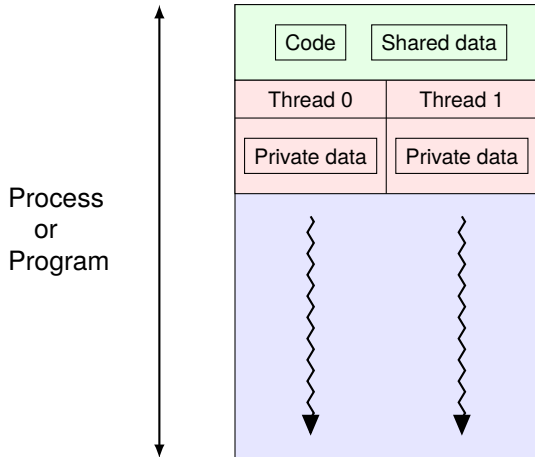 Code Shared data
Thread 0 Thread 1
Private data Private data
Process
or
Program